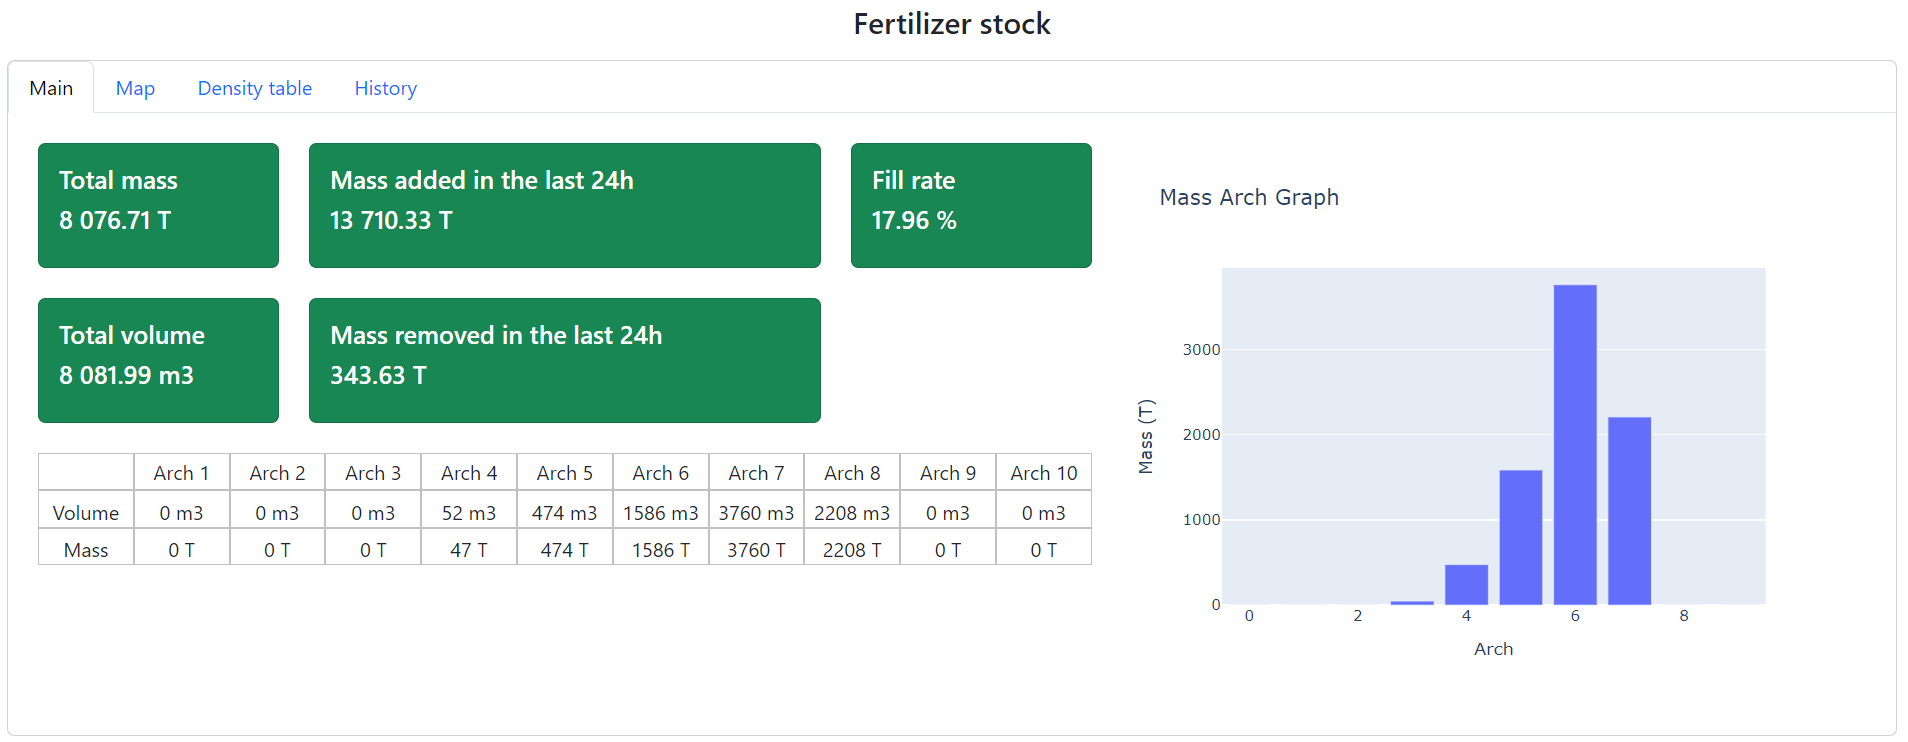 Fertilizer stock
Main Map Density table History
Total mass
8 076.71 T
Mass added in the last 24h
13 710.33 T
Fill rate
17.96 %
Total volume
8 081.99 m3
Mass removed in the last 24h
343.63 T
Arch 1 Arch 2 Arch 3 Arch 4 Arch 5 Arch 6 Arch 7 Arch 8 Arch 9 Arch 10
Volume 0 m3 0 m3 0 m3 52 m3 474 m3 1586 m3 3760 m3 2208 m3 0 m3 0 m3
Mass 0 T 0 T 0 T 47 T 474 T 1586 T 3760 T 2208 T 0 T 0 T
Mass Arch Graph
Mass (T)
3000
2000
1000
0
0 2 4 6 8
Arch